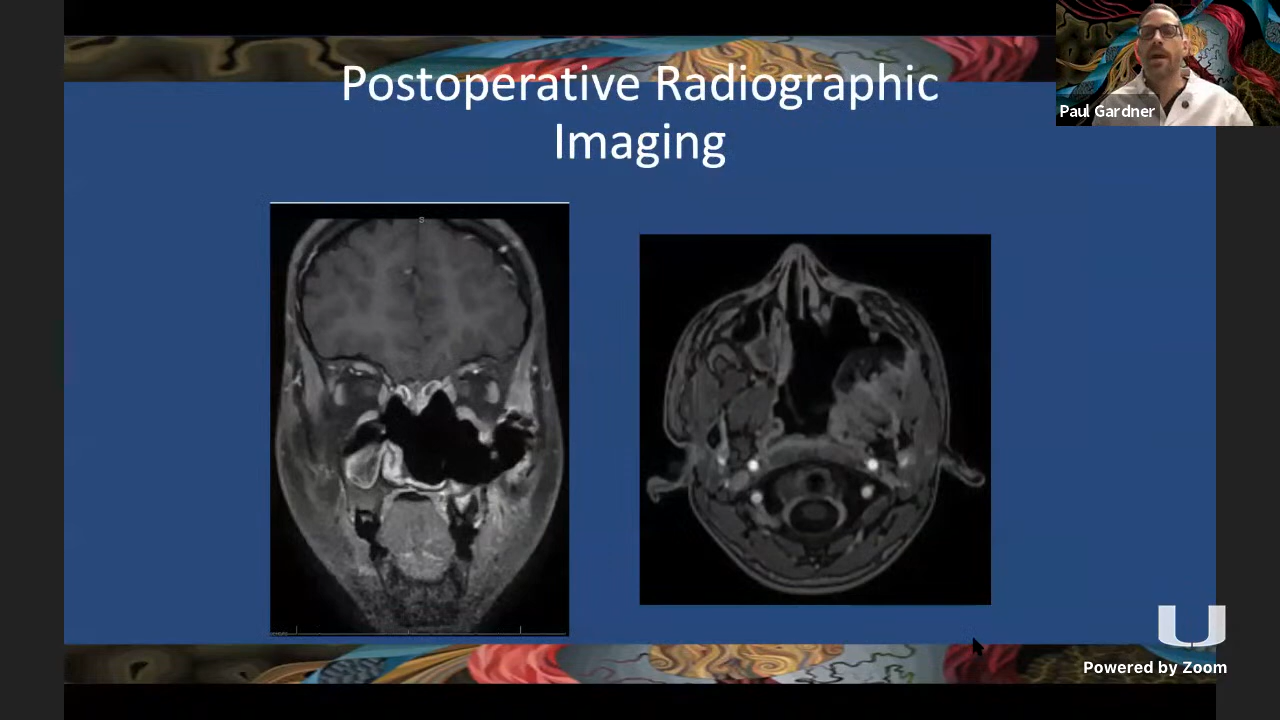 Postoperative Radiographic
Imaging
Paul Gardner
S
U
Powered by Zoom